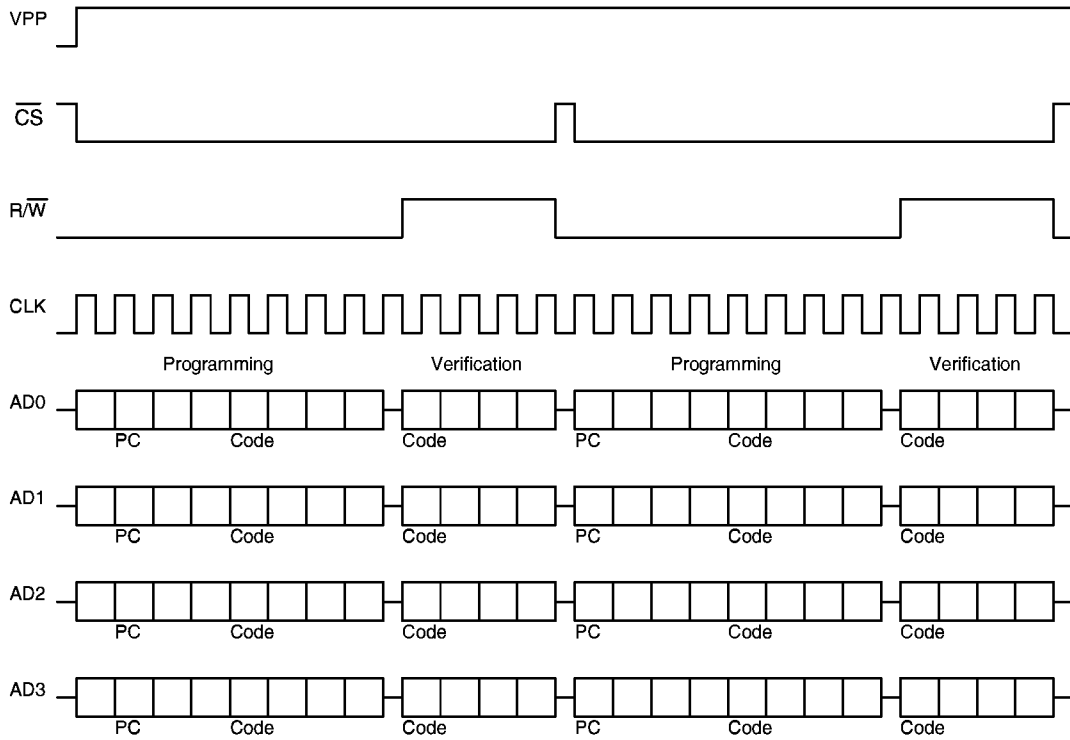 VPP
C̅S̅
R/W̅
CLK
Programming Verification Programming Verification
AD0
PC Code Code PC Code Code
AD1
PC Code Code PC Code Code
AD2
PC Code Code PC Code Code
AD3
PC Code Code PC Code Code